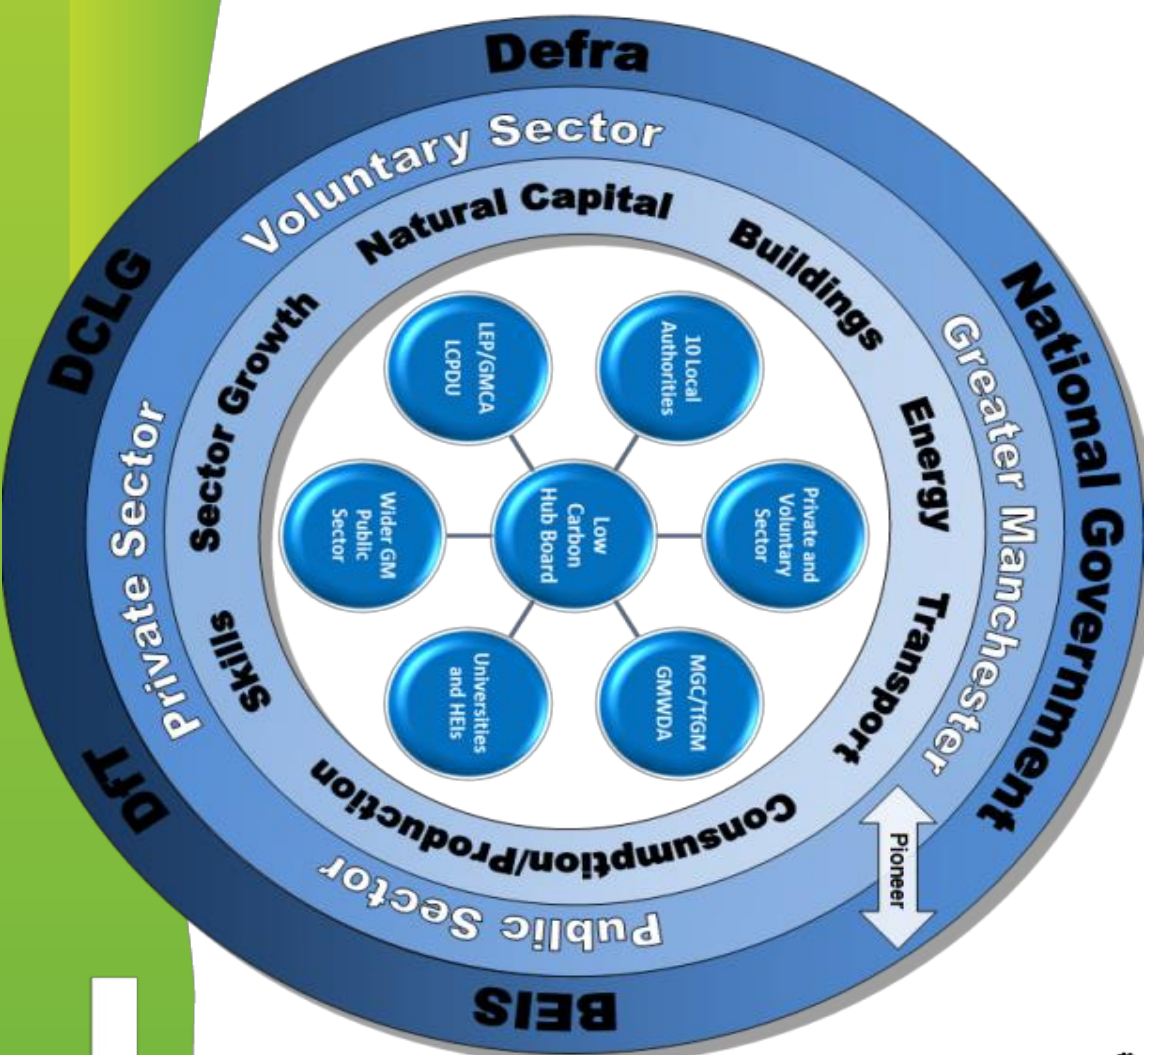 National Government
Defra
BEIS
DCLG
DfT
Greater Manchester
Voluntary Sector
Public Sector
Private Sector
Pioneer
Energy
Buildings
Transport
Natural Capital
Consumption/Production
Sector Growth
Skills
Private and
Voluntary
Sector
10 Local
Authorities
MGC/TfGM
GMWDA
Low
Carbon
Hub Board
LEP/GMCA
LCPDU
Universities
and HEIs
Wider GM
Public
Sector